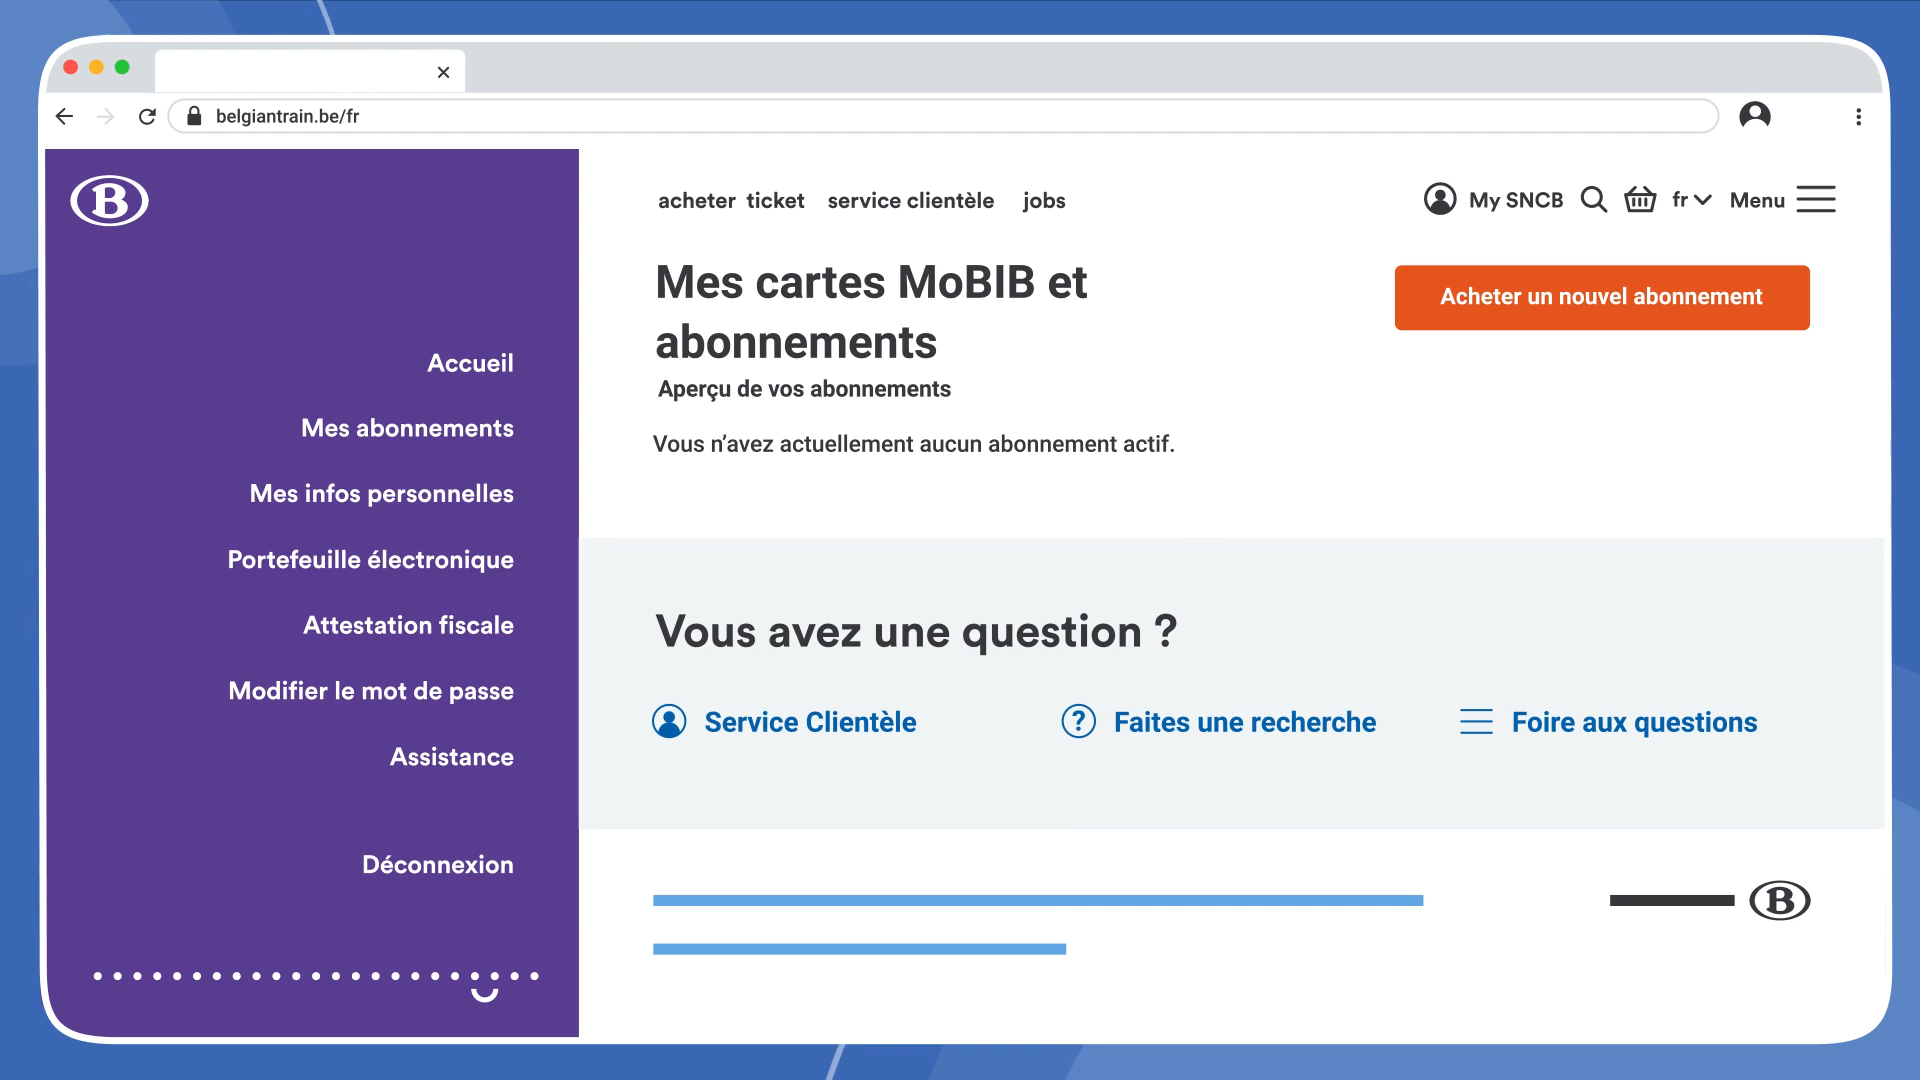 belgiantrain.be/fr
B
acheter ticket service clientèle jobs
My SNCB fr Menu
Mes cartes MoBIB et
abonnements
Acheter un nouvel abonnement
Aperçu de vos abonnements
Vous n’avez actuellement aucun abonnement actif.
Accueil
Mes abonnements
Mes infos personnelles
Portefeuille électronique
Attestation fiscale
Modifier le mot de passe
Assistance
Déconnexion
Vous avez une question ?
Service Clientèle
? Faites une recherche
Foire aux questions
B